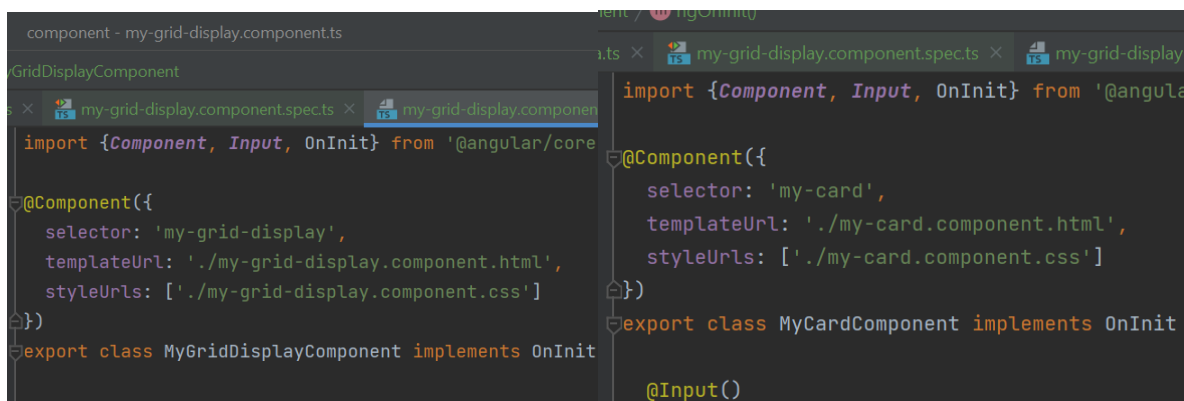 component - my-grid-display.component.ts
yGridDisplayComponent
s × my-grid-display.component.spec.ts × my-grid-display.componen
import {Component, Input, OnInit} from '@angular/core
@Component({
selector: 'my-grid-display',
templateUrl: './my-grid-display.component.html',
styleUrls: ['./my-grid-display.component.css']
})
export class MyGridDisplayComponent implements OnInit
nent / m ngOnInit()
a.ts × my-grid-display.component.spec.ts × my-grid-display
import {Component, Input, OnInit} from '@angula
@Component({
selector: 'my-card',
templateUrl: './my-card.component.html',
styleUrls: ['./my-card.component.css']
})
export class MyCardComponent implements OnInit
@Input()